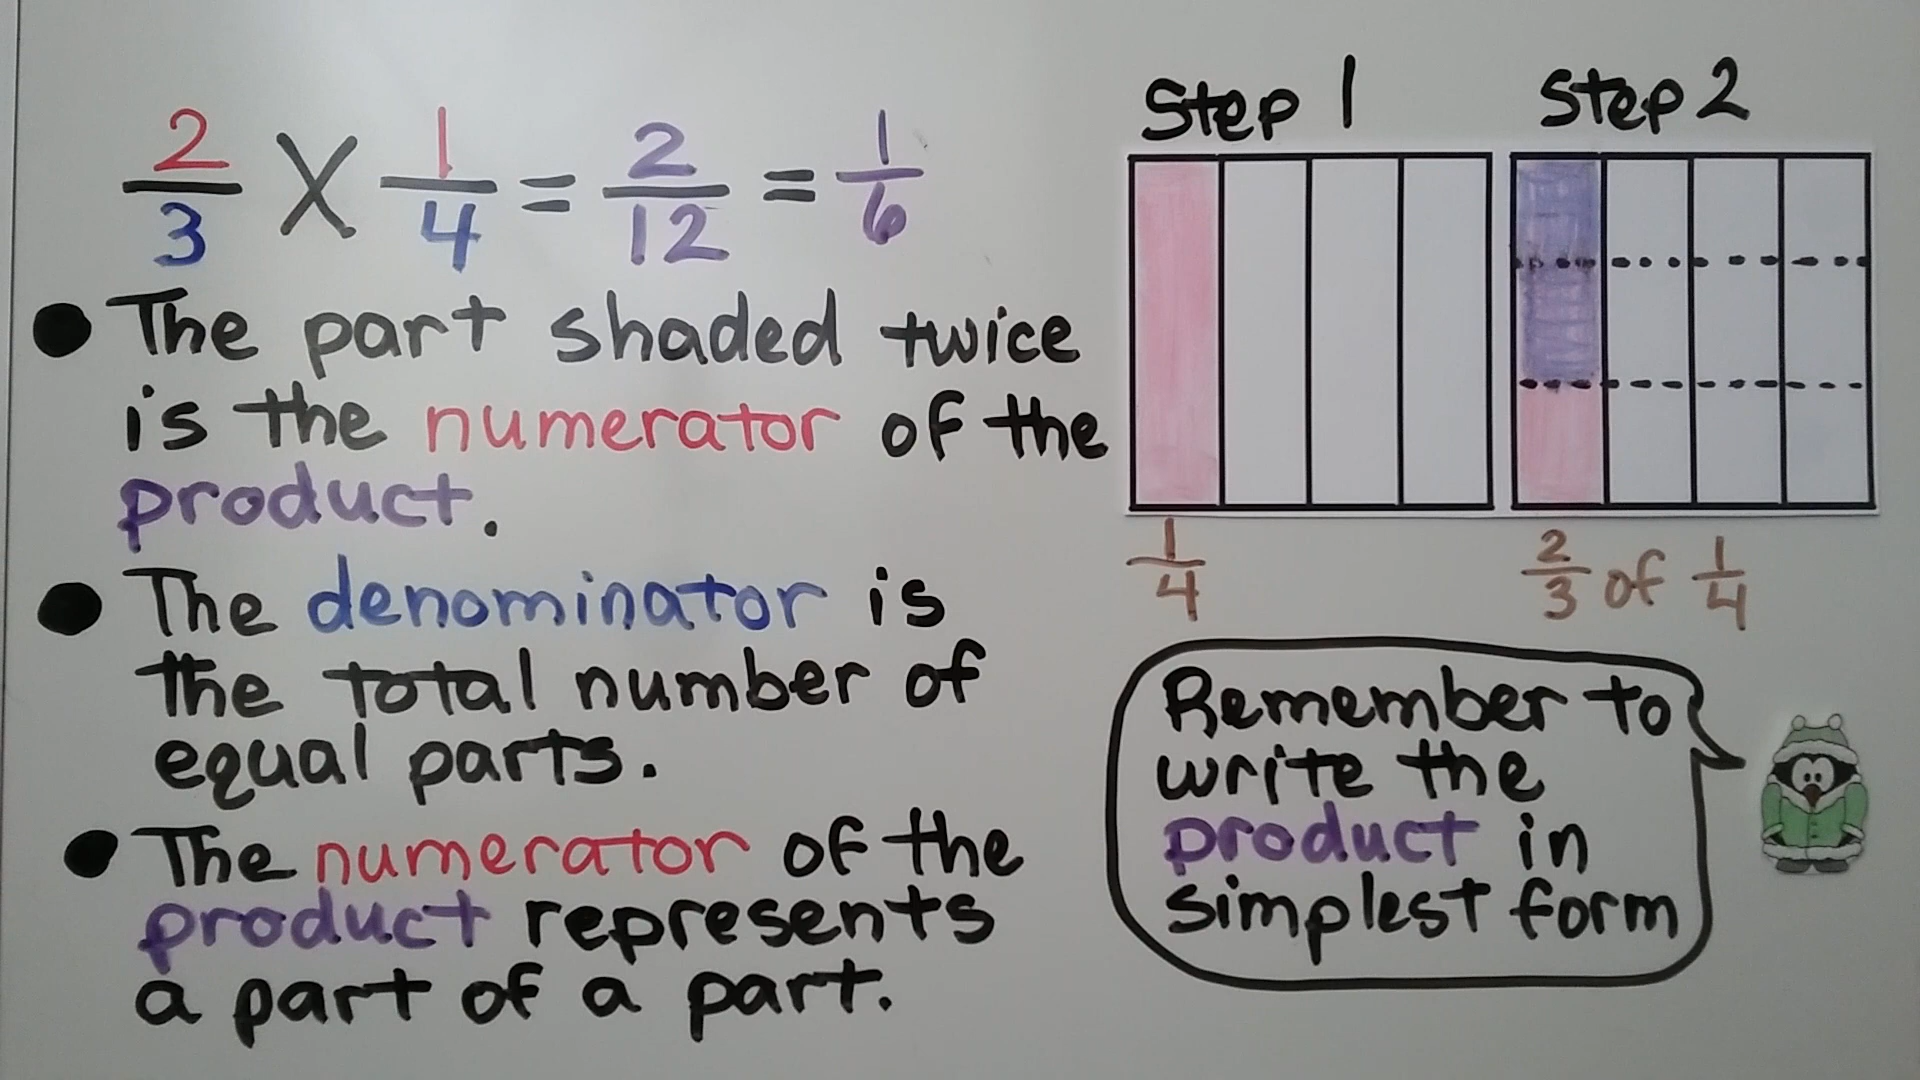 2/3 X 1/4 = 2/12 = 1/6
● The part shaded twice
is the numerator of the
product.
● The denominator is
the total number of
equal parts.
● The numerator of the
product represents
a part of a part.
Step 1
Step 2
1/4
2/3 of 1/4
Remember to
write the
product in
simplest form